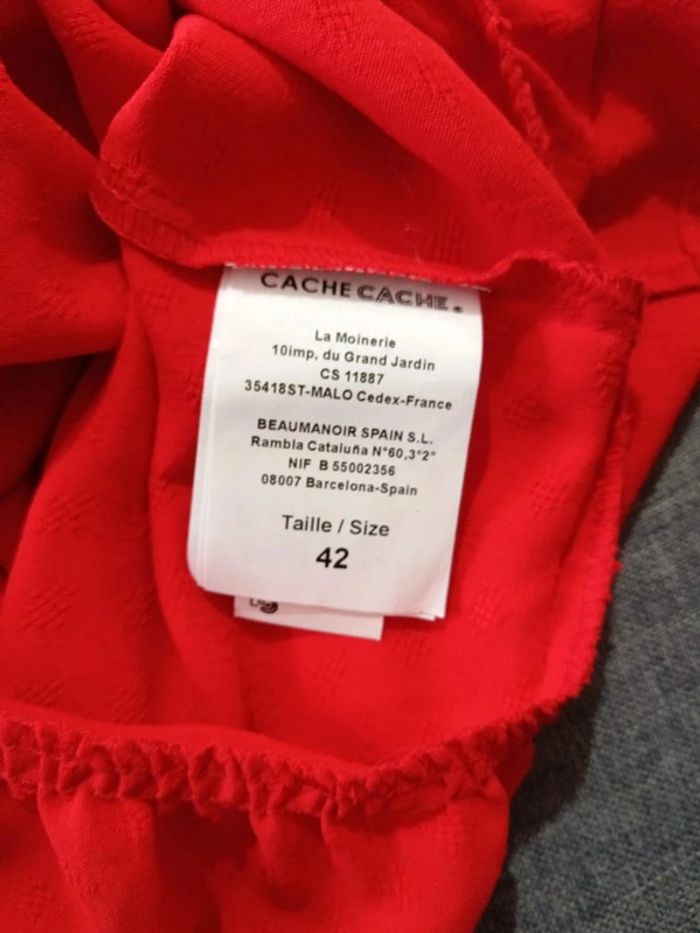 CACHE CACHE.
La Moinerie
10imp, du Grand Jardin
CS 11887
35418ST-MALO Cedex-France
BEAUMANOIR SPAIN S.L.
Rambla Cataluña N°60,3°2ª
NIF B 55002356
08007 Barcelona-Spain
Taille / Size
42